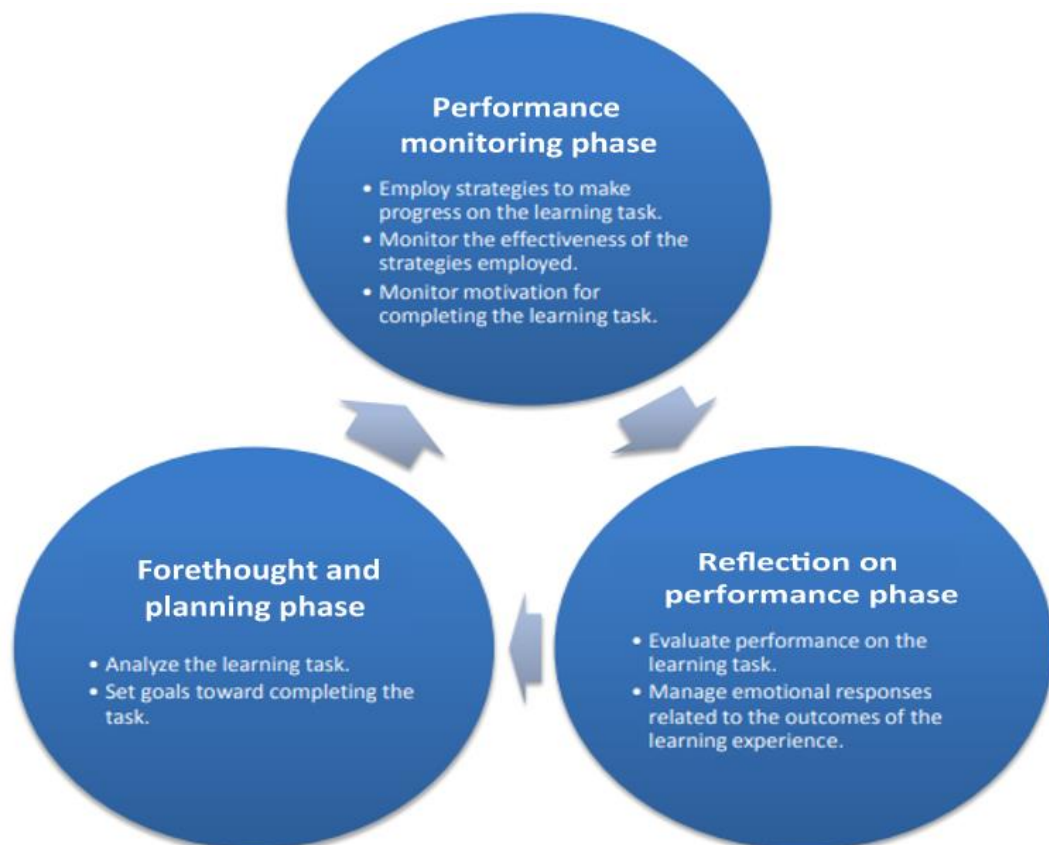 Performance
monitoring phase
• Employ strategies to make
progress on the learning task.
• Monitor the effectiveness of the
strategies employed.
• Monitor motivation for
completing the learning task.
Forethought and
planning phase
• Analyze the learning task.
• Set goals toward completing the
task.
Reflection on
performance phase
• Evaluate performance on the
learning task.
• Manage emotional responses
related to the outcomes of the
learning experience.